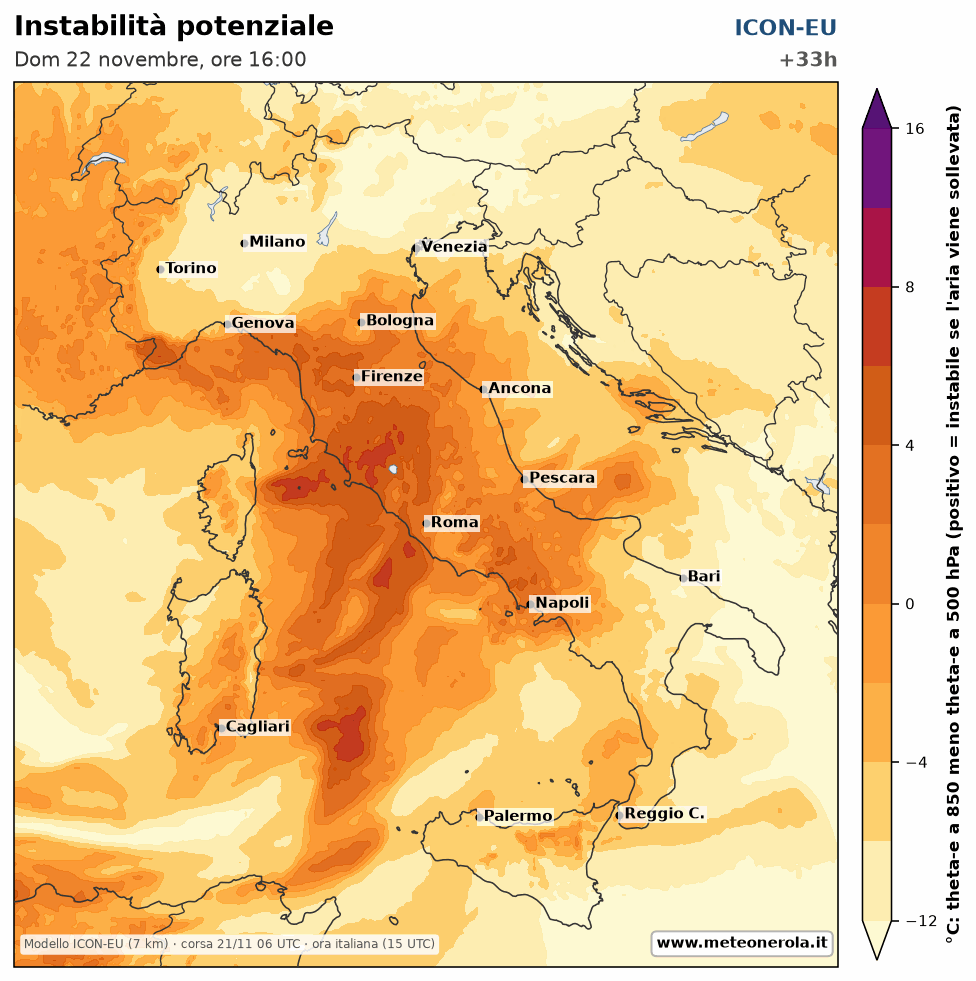 Instabilità potenziale
ICON-EU
Dom 22 novembre, ore 16:00
+33h
Milano
Venezia
Torino
Genova
Bologna
Firenze
Ancona
Pescara
Roma
Bari
Napoli
Cagliari
Palermo
Reggio C.
Modello ICON-EU (7 km) · corsa 21/11 06 UTC · ora italiana (15 UTC)
www.meteonerola.it
16
8
4
0
−4
−12
°C: theta-e a 850 meno theta-e a 500 hPa (positivo = instabile se l'aria viene sollevata)